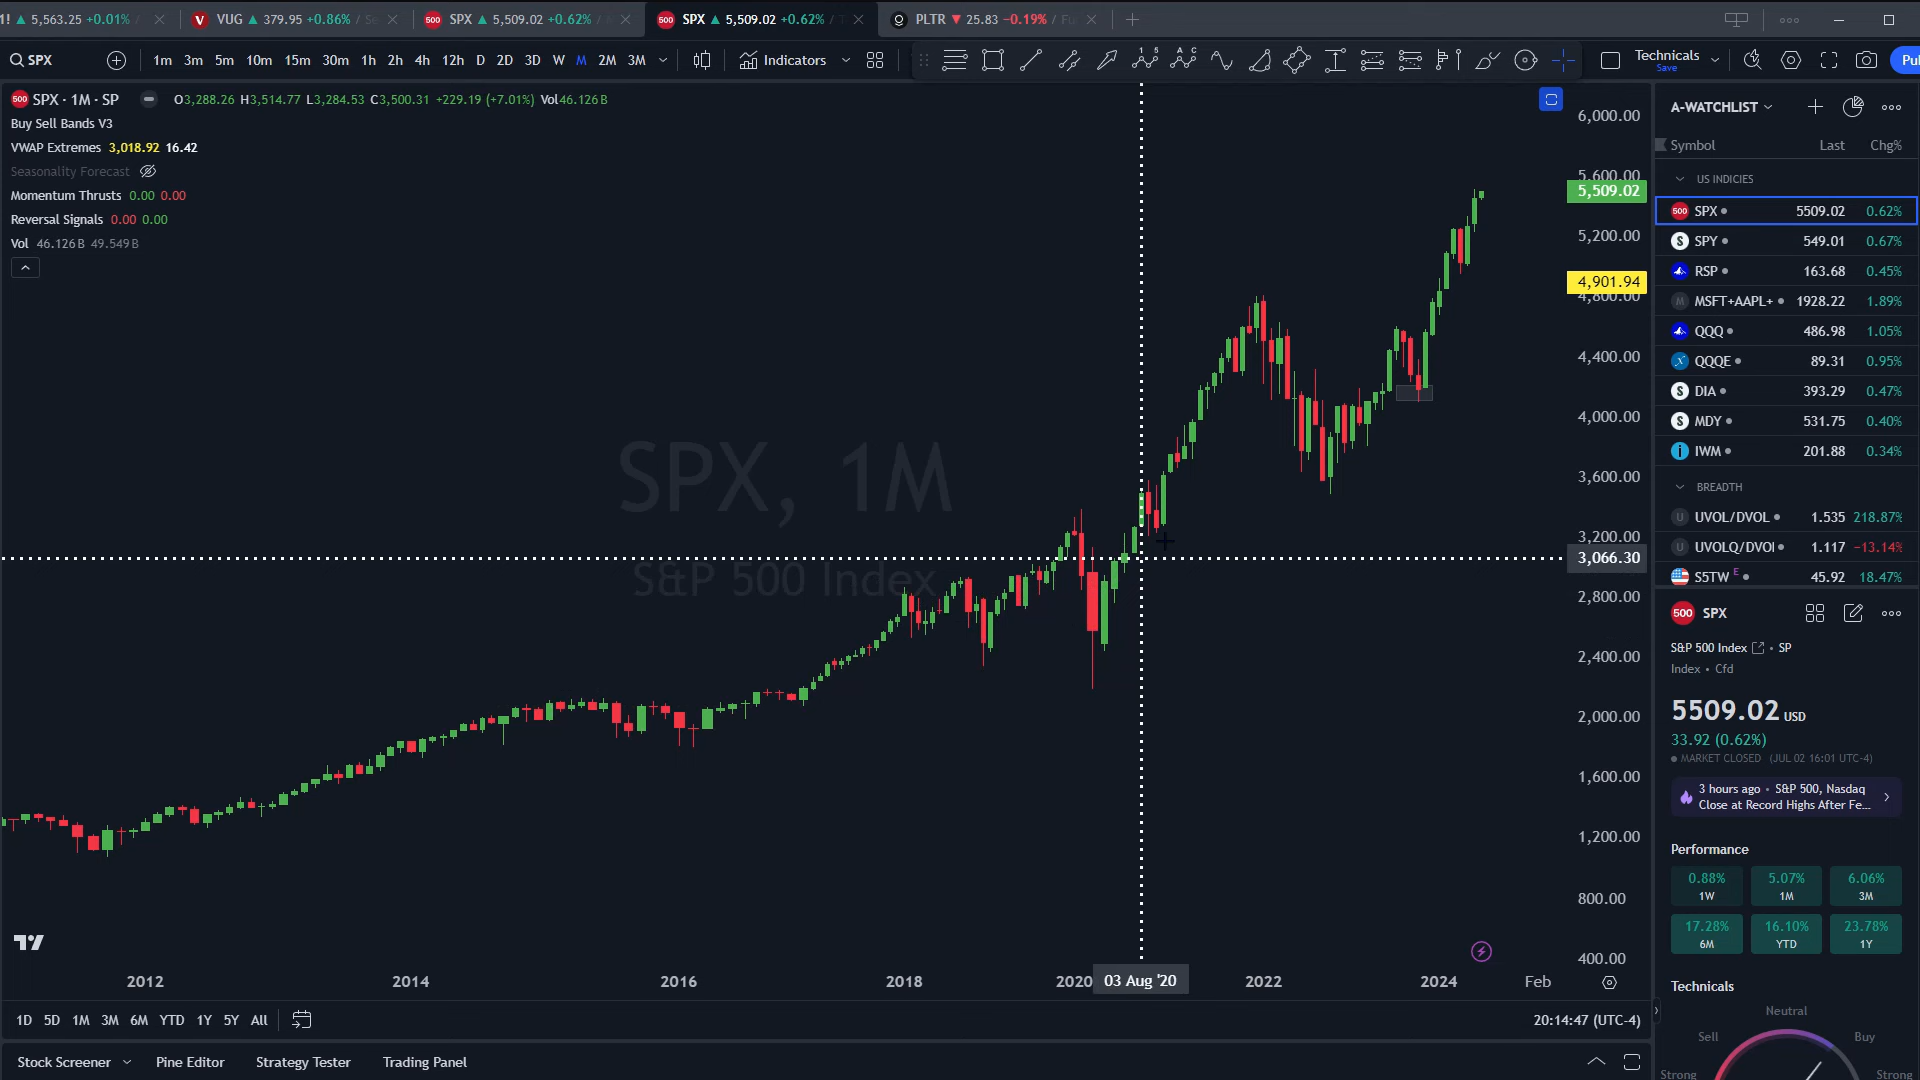 1! ▲ 5,563.25 +0.01% /
VUG ▲ 379.95 +0.86% / Se
SPX ▲ 5,509.02 +0.62% / M
SPX ▲ 5,509.02 +0.62% / T
PLTR ▼ 25.83 −0.19% / Fu
SPX 1m 3m 5m 10m 15m 30m 1h 2h 4h 12h D 2D 3D W M 2M 3M Indicators Technicals
Save
Pul
500 SPX · 1M · SP O3,288.26 H3,514.77 L3,284.53 C3,500.31 +229.19 (+7.01%) Vol46.126B
Buy Sell Bands V3
VWAP Extremes 3,018.92 16.42
Seasonality Forecast
Momentum Thrusts 0.00 0.00
Reversal Signals 0.00 0.00
Vol 46.126B 49.549B
SPX, 1M
S&P 500 Index
6,000.00
5,600.00
5,509.02
5,200.00
4,901.94
4,800.00
4,400.00
4,000.00
3,600.00
3,200.00
3,066.30
2,800.00
2,400.00
2,000.00
1,600.00
1,200.00
800.00
400.00
2012 2014 2016 2018 2020 03 Aug '20 2022 2024 Feb
1D 5D 1M 3M 6M YTD 1Y 5Y All
20:14:47 (UTC-4)
Stock Screener Pine Editor Strategy Tester Trading Panel
A-WATCHLIST
Symbol Last Chg%
US INDICIES
500 SPX 5509.02 0.62%
S SPY 549.01 0.67%
RSP 163.68 0.45%
M MSFT+AAPL+ 1928.22 1.89%
QQQ 486.98 1.05%
QQQE 89.31 0.95%
S DIA 393.29 0.47%
S MDY 531.75 0.40%
i IWM 201.88 0.34%
BREADTH
U UVOL/DVOL 1.535 218.87%
U UVOLQ/DVOI 1.117 −13.14%
S5TW E 45.92 18.47%
500 SPX
S&P 500 Index • SP
Index • Cfd
5509.02 USD
33.92 (0.62%)
MARKET CLOSED (JUL 02 16:01 UTC-4)
3 hours ago • S&P 500, Nasdaq
Close at Record Highs After Fe...
Performance
0.88% 5.07% 6.06%
1W 1M 3M
17.28% 16.10% 23.78%
6M YTD 1Y
Technicals
Neutral
Sell Buy
Strong Strong